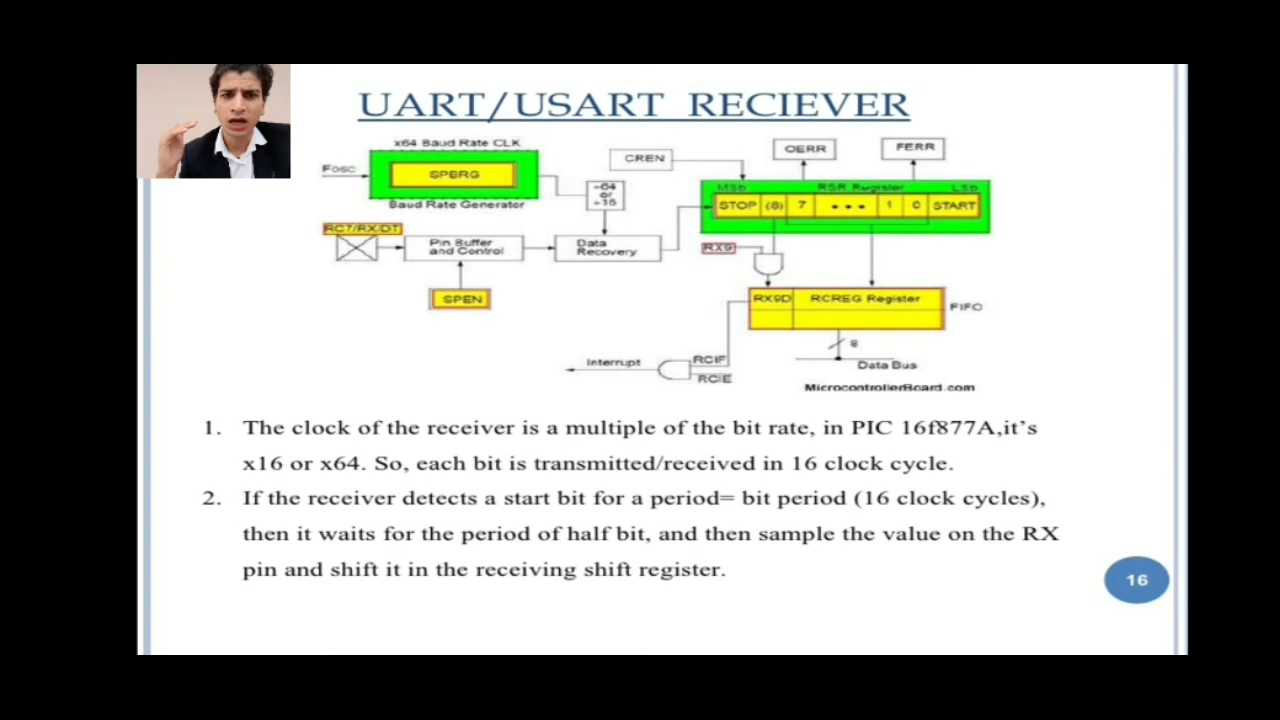 UART/USART RECIEVER
x64 Baud Rate CLK
Fosc
SPBRG
Baud Rate Generator
CREN
OERR
FERR
÷64
or
÷16
MSb RSR Register LSb
STOP (8) 7 • • • 1 0 START
RC7/RX/DT
Pin Buffer
and Control
Data
Recovery
RX9
SPEN
RX9D RCREG Register
FIFO
8
Interrupt
RCIF
RCIE
Data Bus
MicrocontrollerBoard.com
1. The clock of the receiver is a multiple of the bit rate, in PIC 16f877A,it's
x16 or x64. So, each bit is transmitted/received in 16 clock cycle.
2. If the receiver detects a start bit for a period= bit period (16 clock cycles),
then it waits for the period of half bit, and then sample the value on the RX
pin and shift it in the receiving shift register.
16